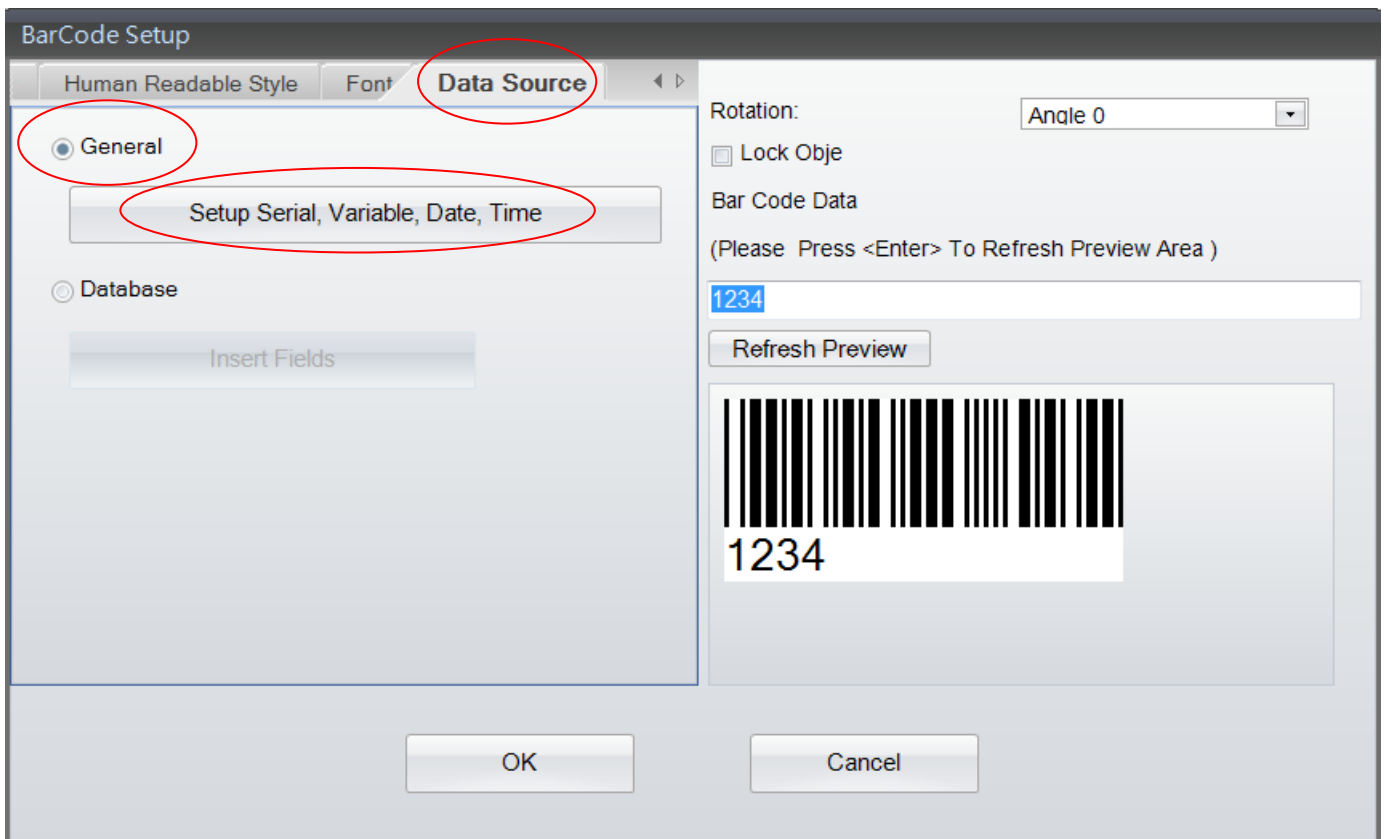 BarCode Setup
Human Readable Style
Font
Data Source
General
Setup Serial, Variable, Date, Time
Database
Insert Fields
Rotation:
Angle 0
Lock Obje
Bar Code Data
(Please Press <Enter> To Refresh Preview Area )
1234
Refresh Preview
1234
OK
Cancel